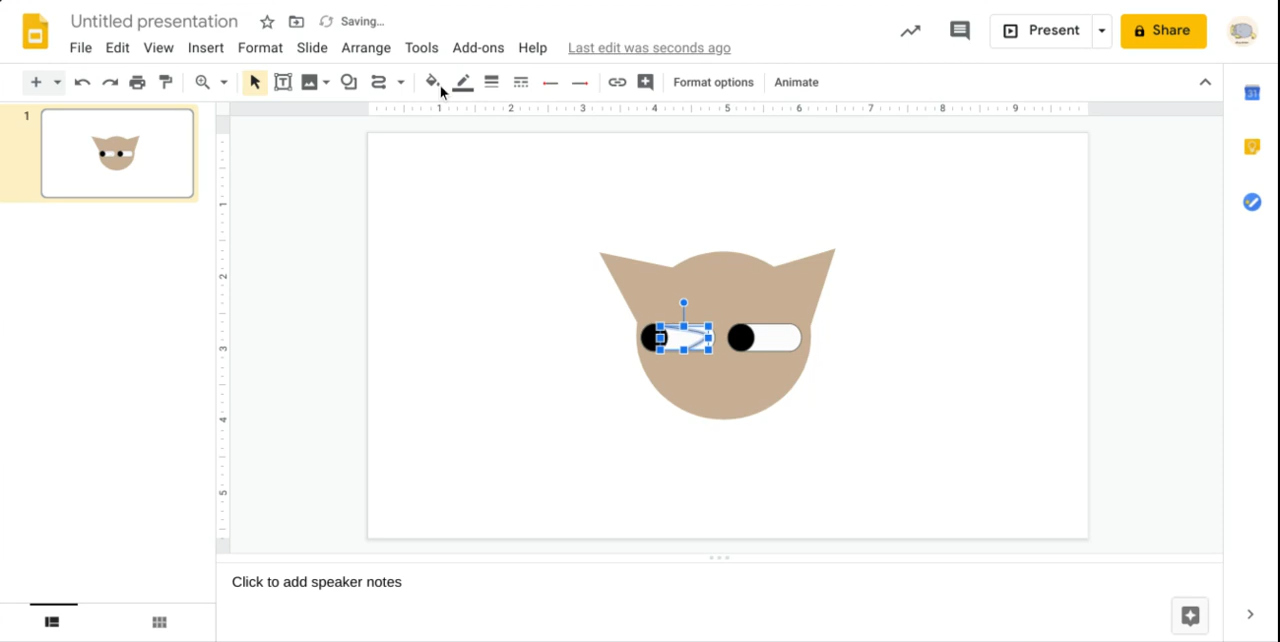 Untitled presentation Saving...
File Edit View Insert Format Slide Arrange Tools Add-ons Help Last edit was seconds ago
Present Share
Format options Animate
31
1 2 3 4 5 6 7 8 9
1
1
2
3
4
5
Click to add speaker notes